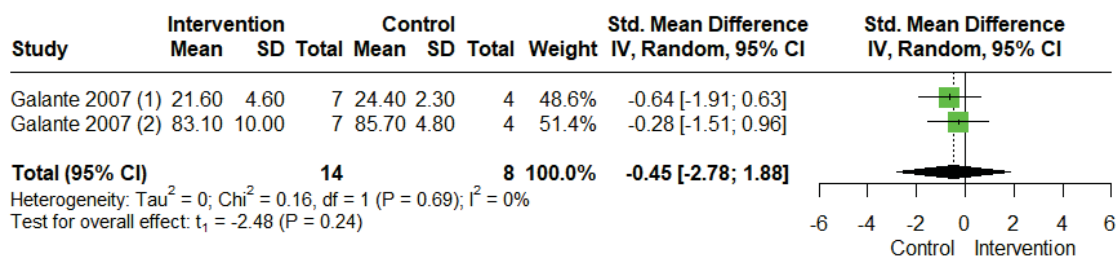 Intervention Control Std. Mean Difference Std. Mean Difference
Study Mean SD Total Mean SD Total Weight IV, Random, 95% CI IV, Random, 95% CI
Galante 2007 (1) 21.60 4.60 7 24.40 2.30 4 48.6% -0.64 [-1.91; 0.63]
Galante 2007 (2) 83.10 10.00 7 85.70 4.80 4 51.4% -0.28 [-1.51; 0.96]
Total (95% CI) 14 8 100.0% -0.45 [-2.78; 1.88]
Heterogeneity: Tau² = 0; Chi² = 0.16, df = 1 (P = 0.69); I² = 0%
Test for overall effect: t₁ = -2.48 (P = 0.24)
-6 -4 -2 0 2 4 6
Control Intervention